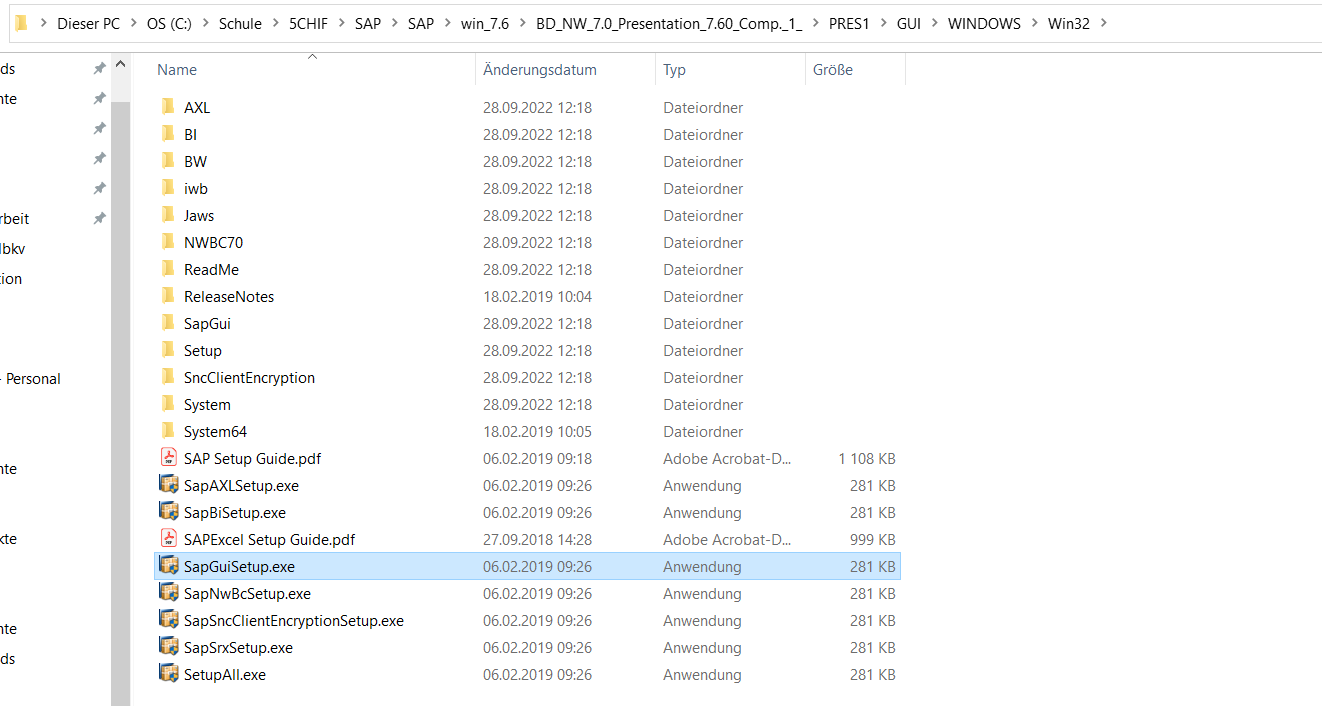 Dieser PC > OS (C:) > Schule > 5CHIF > SAP > SAP > win_7.6 > BD_NW_7.0_Presentation_7.60_Comp._1_ > PRES1 > GUI > WINDOWS > Win32 >
Name Änderungsdatum Typ Größe
ds
nte
rbeit
lbkv
ion
- Personal
nte
kte
nte
ds
AXL 28.09.2022 12:18 Dateiordner
BI 28.09.2022 12:18 Dateiordner
BW 28.09.2022 12:18 Dateiordner
iwb 28.09.2022 12:18 Dateiordner
Jaws 28.09.2022 12:18 Dateiordner
NWBC70 28.09.2022 12:18 Dateiordner
ReadMe 28.09.2022 12:18 Dateiordner
ReleaseNotes 18.02.2019 10:04 Dateiordner
SapGui 28.09.2022 12:18 Dateiordner
Setup 28.09.2022 12:18 Dateiordner
SncClientEncryption 28.09.2022 12:18 Dateiordner
System 28.09.2022 12:18 Dateiordner
System64 18.02.2019 10:05 Dateiordner
SAP Setup Guide.pdf 06.02.2019 09:18 Adobe Acrobat-D... 1 108 KB
SapAXLSetup.exe 06.02.2019 09:26 Anwendung 281 KB
SapBiSetup.exe 06.02.2019 09:26 Anwendung 281 KB
SAPExcel Setup Guide.pdf 27.09.2018 14:28 Adobe Acrobat-D... 999 KB
SapGuiSetup.exe 06.02.2019 09:26 Anwendung 281 KB
SapNwBcSetup.exe 06.02.2019 09:26 Anwendung 281 KB
SapSncClientEncryptionSetup.exe 06.02.2019 09:26 Anwendung 281 KB
SapSrxSetup.exe 06.02.2019 09:26 Anwendung 281 KB
SetupAll.exe 06.02.2019 09:26 Anwendung 281 KB